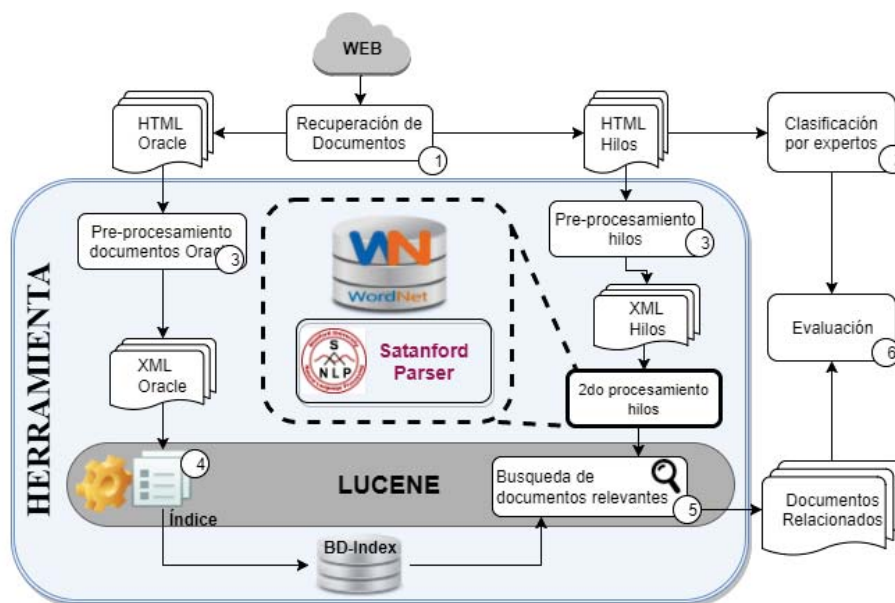 WEB
HTML
Oracle
Recuperación de
Documentos
1
HTML
Hilos
Clasificación
por expertos
Pre-procesamiento
documentos Oracl
3
WN
WordNet
Pre-procesamiento
hilos
3
HERRAMIENTA
XML
Oracle
S
NLP
Satanford
Parser
XML
Hilos
Evaluación
6
2do procesamiento
hilos
4
Índice
LUCENE
Busqueda de
documentos relevantes
5
Documentos
Relacionados
BD-Index